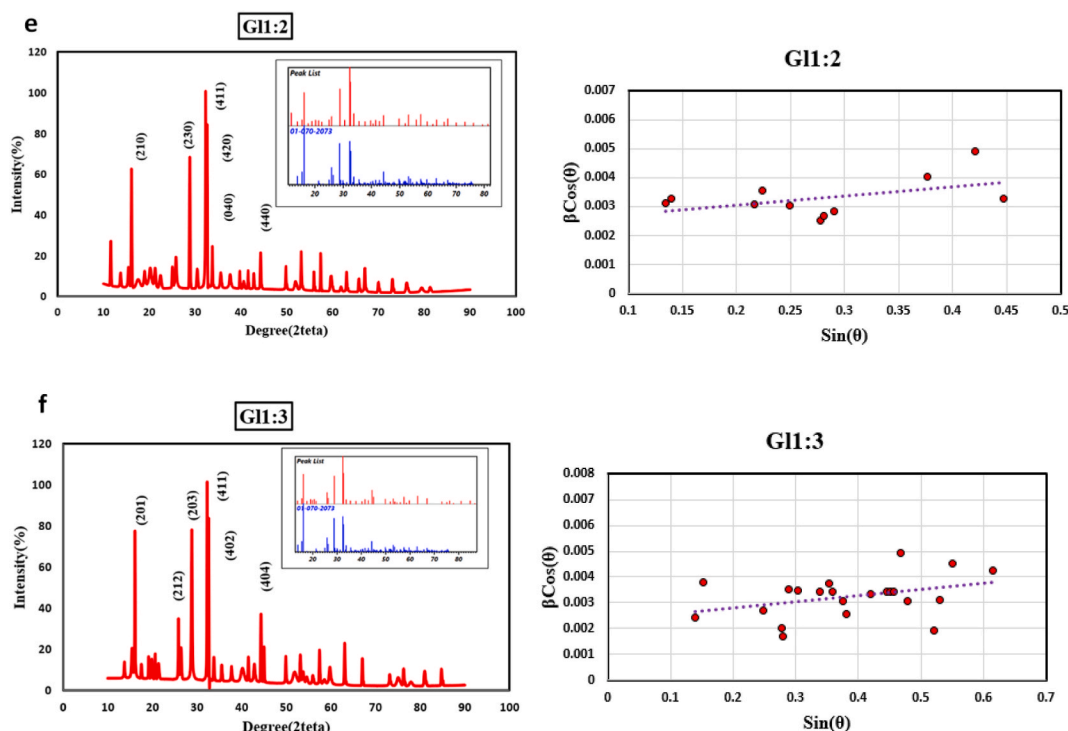 e
Gl1:2
120
100
80
60
40
20
0
Intensity(%)
0 10 20 30 40 50 60 70 80 90 100
Degree(2teta)
(210)
(230)
(411)
(420)
(040)
(440)
Peak List
01-070-2073
20 30 40 50 60 70 80
Gl1:2
0.007
0.006
0.005
0.004
0.003
0.002
0.001
0
βCos(θ)
0.1 0.15 0.2 0.25 0.3 0.35 0.4 0.45 0.5
Sin(θ)
f
Gl1:3
120
100
80
60
40
20
0
Intensity(%)
0 10 20 30 40 50 60 70 80 90 100
Degree(2teta)
(201)
(212)
(203)
(411)
(402)
(404)
Peak List
01-070-2073
20 30 40 50 60 70 80
Gl1:3
0.008
0.007
0.006
0.005
0.004
0.003
0.002
0.001
0
βCos(θ)
0 0.1 0.2 0.3 0.4 0.5 0.6 0.7
Sin(θ)